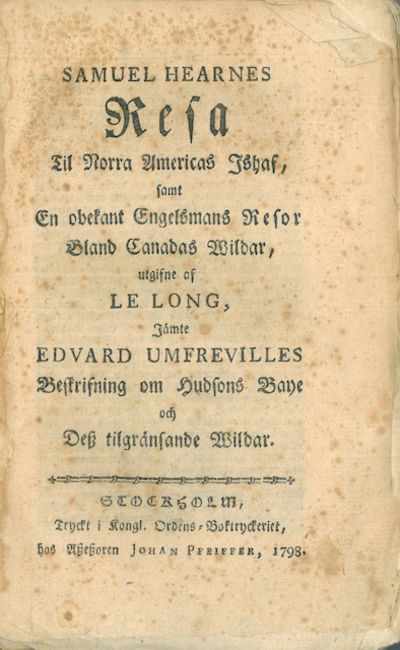 SAMUEL HEARNES
Resa
Til Norra Americas Ishaf,
samt
En obekant Engelsmans Resor
Bland Canadas Wildar,
utgifne af
LE LONG,
Jämte
EDVARD UMFREVILLES
Beskrifning om Hudsons Baye
och
Deß tilgränsande Wildar.
STOCKHOLM,
Tryckt i Kongl. Ordens-Boktryckeriet,
hos Aßeßoren JOHAN PFEIFFER, 1798.